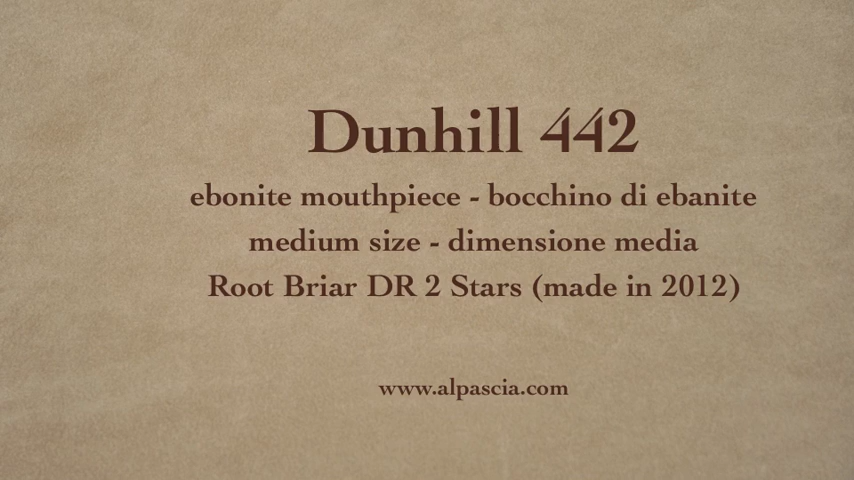 Dunhill 442
ebonite mouthpiece - bocchino di ebanite
medium size - dimensione media
Root Briar DR 2 Stars (made in 2012)
www.alpascia.com